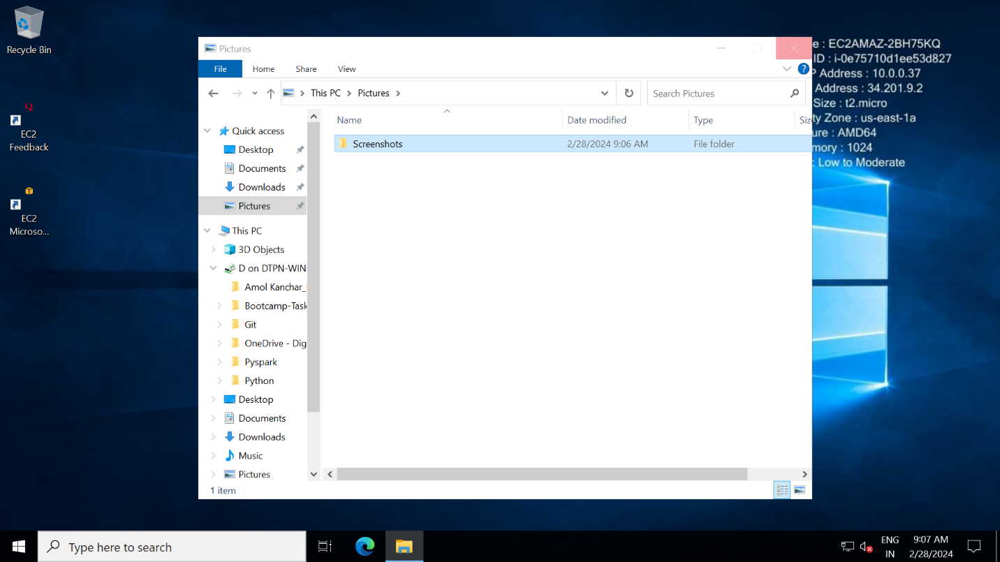 Recycle Bin
EC2
Feedback
EC2
Microso...
Pictures
File
Home
Share
View
?
This PC
Pictures
Search Pictures
Name
Date modified
Type
Siz
Screenshots
2/28/2024 9:06 AM
File folder
Quick access
Desktop
Documents
Downloads
Pictures
This PC
3D Objects
D on DTPN-WIN
Amol Kanchar_
Bootcamp-Task
Git
OneDrive - Dig
Pyspark
Python
Desktop
Documents
Downloads
Music
Pictures
1 item
e : EC2AMAZ-2BH75KQ
ID : i-0e75710d1ee53d827
P Address : 10.0.0.37
Address : 34.201.9.2
Size : t2.micro
ty Zone : us-east-1a
ure : AMD64
mory : 1024
: Low to Moderate
Type here to search
ENG
IN
9:07 AM
2/28/2024